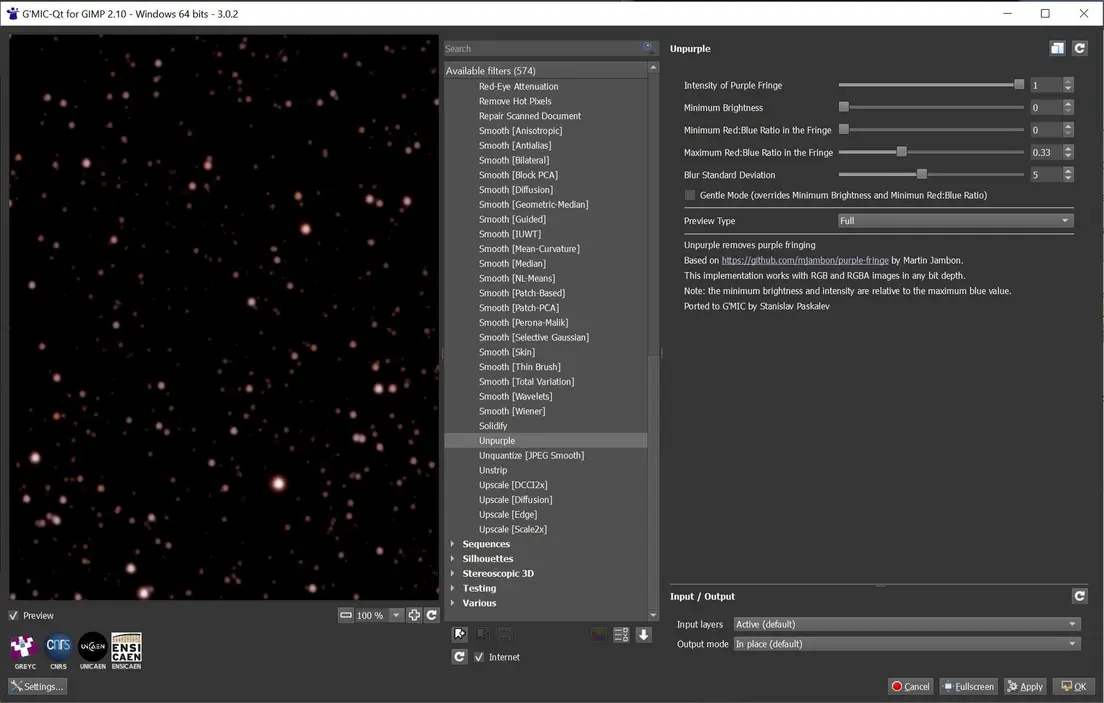 G'MIC-Qt for GIMP 2.10 - Windows 64 bits - 3.0.2
Search
Available filters (574)
Red-Eye Attenuation
Remove Hot Pixels
Repair Scanned Document
Smooth [Anisotropic]
Smooth [Antialias]
Smooth [Bilateral]
Smooth [Block PCA]
Smooth [Diffusion]
Smooth [Geometric-Median]
Smooth [Guided]
Smooth [IUWT]
Smooth [Mean-Curvature]
Smooth [Median]
Smooth [NL-Means]
Smooth [Patch-Based]
Smooth [Patch-PCA]
Smooth [Perona-Malik]
Smooth [Selective Gaussian]
Smooth [Skin]
Smooth [Thin Brush]
Smooth [Total Variation]
Smooth [Wavelets]
Smooth [Wiener]
Solidify
Unpurple
Unquantize [JPEG Smooth]
Unstrip
Upscale [DCCI2x]
Upscale [Diffusion]
Upscale [Edge]
Upscale [Scale2x]
Sequences
Silhouettes
Stereoscopic 3D
Testing
Various
Internet
Unpurple
Intensity of Purple Fringe 1
Minimum Brightness 0
Minimum Red:Blue Ratio in the Fringe 0
Maximum Red:Blue Ratio in the Fringe 0.33
Blur Standard Deviation 5
Gentle Mode (overrides Minimum Brightness and Minimun Red:Blue Ratio)
Preview Type Full
Unpurple removes purple fringing
Based on https://github.com/mjambon/purple-fringe by Martin Jambon.
This implementation works with RGB and RGBA images in any bit depth.
Note: the minimum brightness and intensity are relative to the maximum blue value.
Ported to G'MIC by Stanislav Paskalev
Input / Output
Input layers Active (default)
Output mode In place (default)
Preview
100 %
CNRS
UNICAEN
ENSI
CAEN
GREYC CNRS UNICAEN ENSICAEN
Settings...
Cancel Fullscreen Apply OK